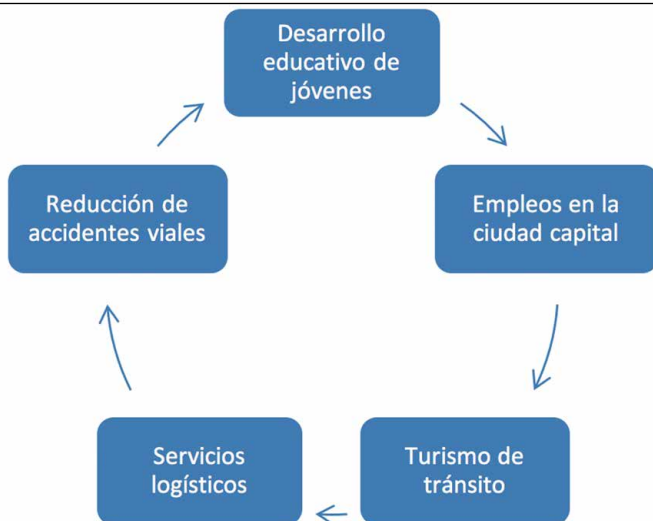 Desarrollo
educativo de
jóvenes
Empleos en la
ciudad capital
Turismo de
tránsito
Servicios
logísticos
Reducción de
accidentes viales